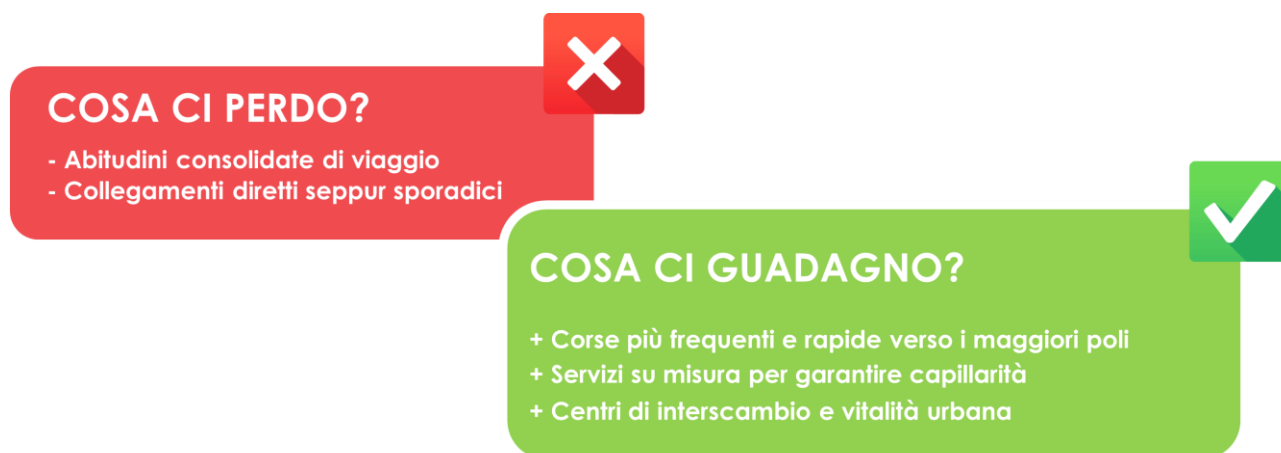 COSA CI PERDO?
- Abitudini consolidate di viaggio
- Collegamenti diretti seppur sporadici
COSA CI GUADAGNO?
+ Corse più frequenti e rapide verso i maggiori poli
+ Servizi su misura per garantire capillarità
+ Centri di interscambio e vitalità urbana